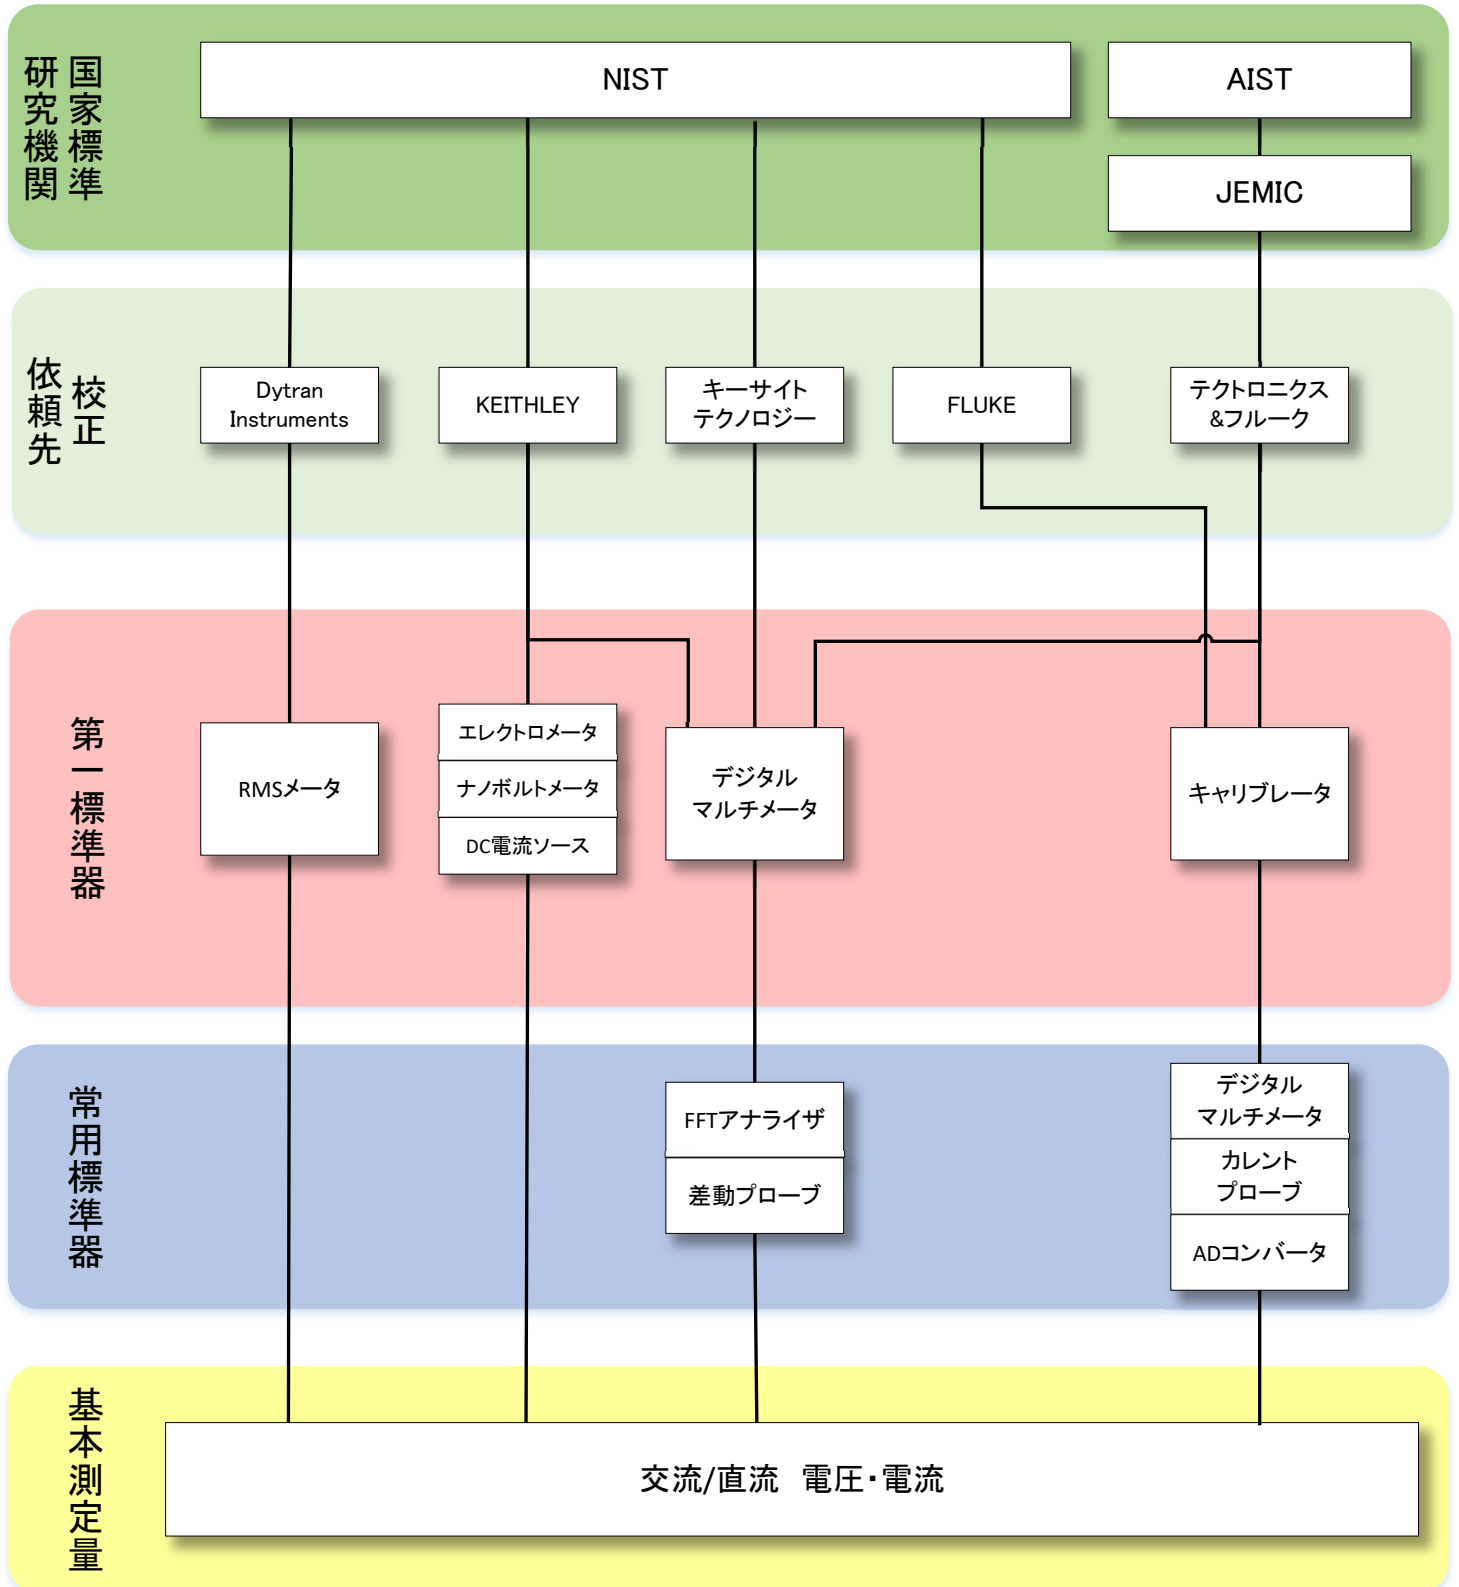 国家標準
研究機関
NIST
AIST
JEMIC
校正
依頼先
Dytran
Instruments
KEITHLEY
キーサイト
テクノロジー
FLUKE
テクトロニクス
&フルーク
第一標準器
RMSメータ
エレクトロメータ
ナノボルトメータ
DC電流ソース
デジタル
マルチメータ
キャリブレータ
常用標準器
FFTアナライザ
差動プローブ
デジタル
マルチメータ
カレント
プローブ
ADコンバータ
基本測定量
交流/直流　電圧・電流